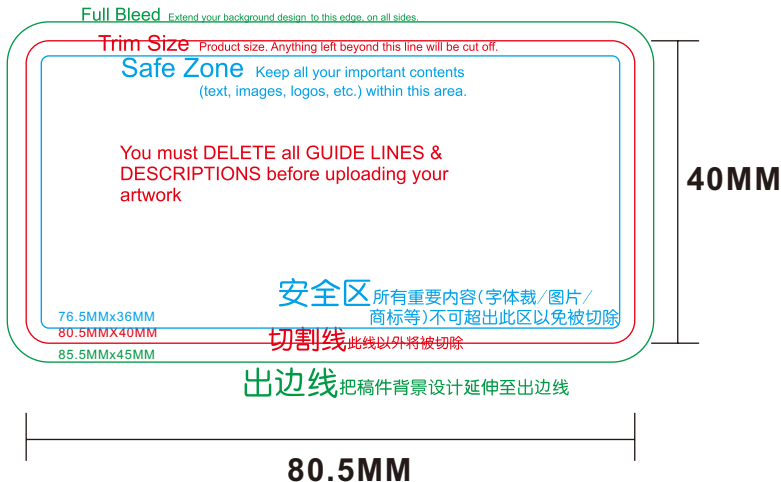 Full Bleed Extend your background design to this edge, on all sides.
Trim Size Product size. Anything left beyond this line will be cut off.
Safe Zone Keep all your important contents
(text, images, logos, etc.) within this area.
40MM
You must DELETE all GUIDE LINES &
DESCRIPTIONS before uploading your
artwork
安全区 所有重要内容(字体裁/图片/
商标等)不可超出此区以免被切除
76.5MMx36MM
80.5MMX40MM
切割线 此线以外将被切除
85.5MMx45MM
出边线 把稿件背景设计延伸至出边线
80.5MM